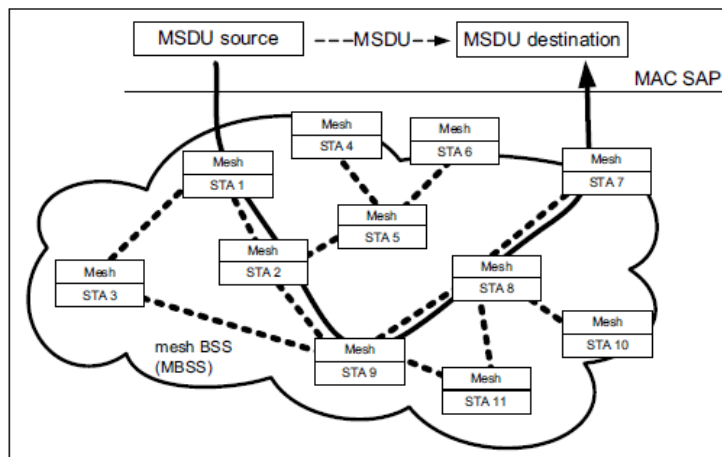 MSDU source
MSDU
MSDU destination
MAC SAP
Mesh
STA 4
Mesh
STA 6
Mesh
STA 1
Mesh
STA 7
Mesh
STA 5
Mesh
STA 2
Mesh
STA 3
Mesh
STA 8
Mesh
STA 10
mesh BSS
(MBSS)
Mesh
STA 9
Mesh
STA 11